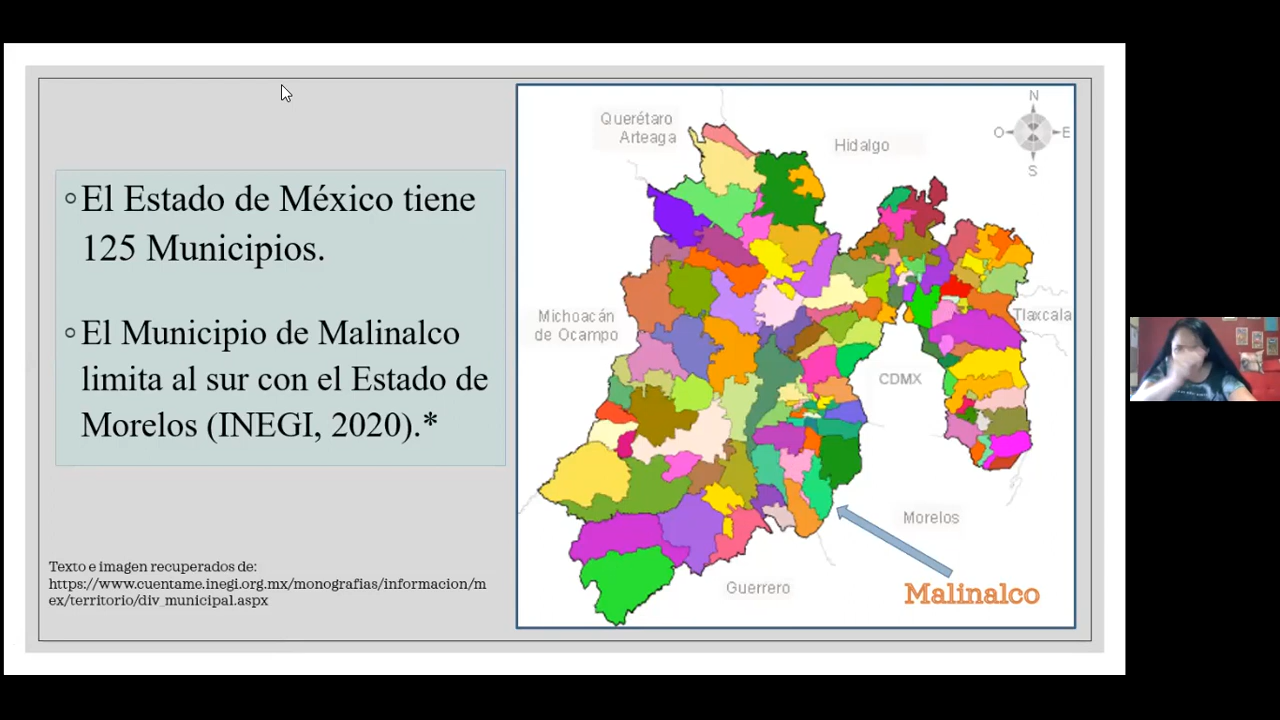 ◦El Estado de México tiene
125 Municipios.
◦El Municipio de Malinalco
limita al sur con el Estado de
Morelos (INEGI, 2020).*
Texto e imagen recuperados de:
https://www.cuentame.inegi.org.mx/monografias/informacion/m
ex/territorio/div_municipal.aspx
Querétaro
Arteaga
Hidalgo
N
O
E
S
Michoacán
de Ocampo
Tlaxcala
CDMX
Morelos
Guerrero
Malinalco